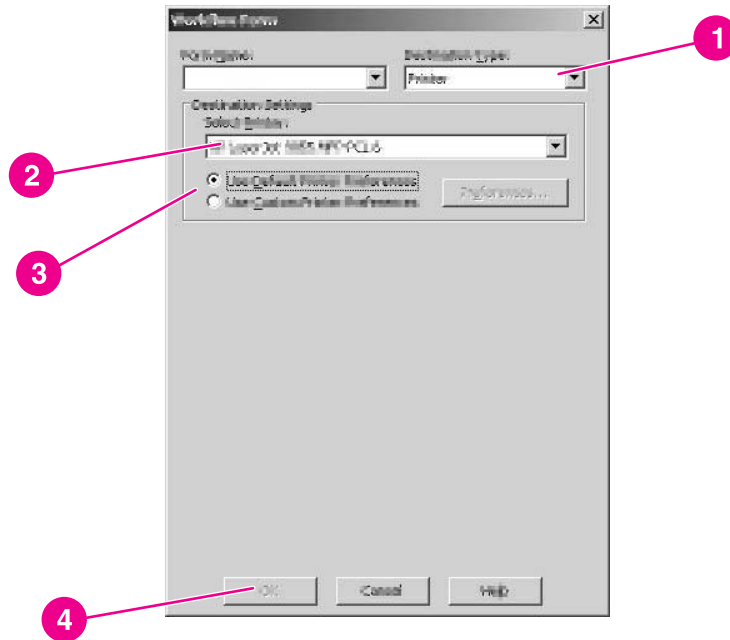 Workflow Form
Form Name:
Destination Type:
1
Printer
Destination Settings
Select Printer:
LaserJet
2
Use Default Printer Preferences
Use Custom Printer Preferences
Preferences...
3
OK
Cancel
Help
4